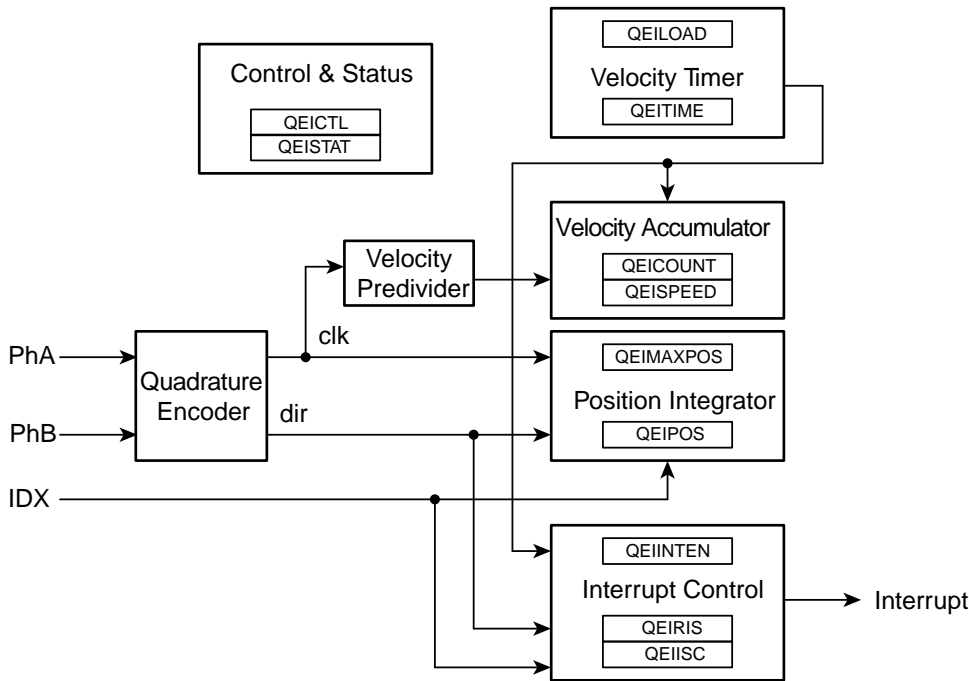 QEILOAD
Velocity Timer
QEITIME
Control & Status
QEICTL
QEISTAT
Velocity Accumulator
QEICOUNT
QEISPEED
Velocity
Predivider
clk
PhA
PhB
Quadrature
Encoder
dir
QEIMAXPOS
Position Integrator
QEIPOS
IDX
QEIINTEN
Interrupt Control
QEIRIS
QEIISC
Interrupt